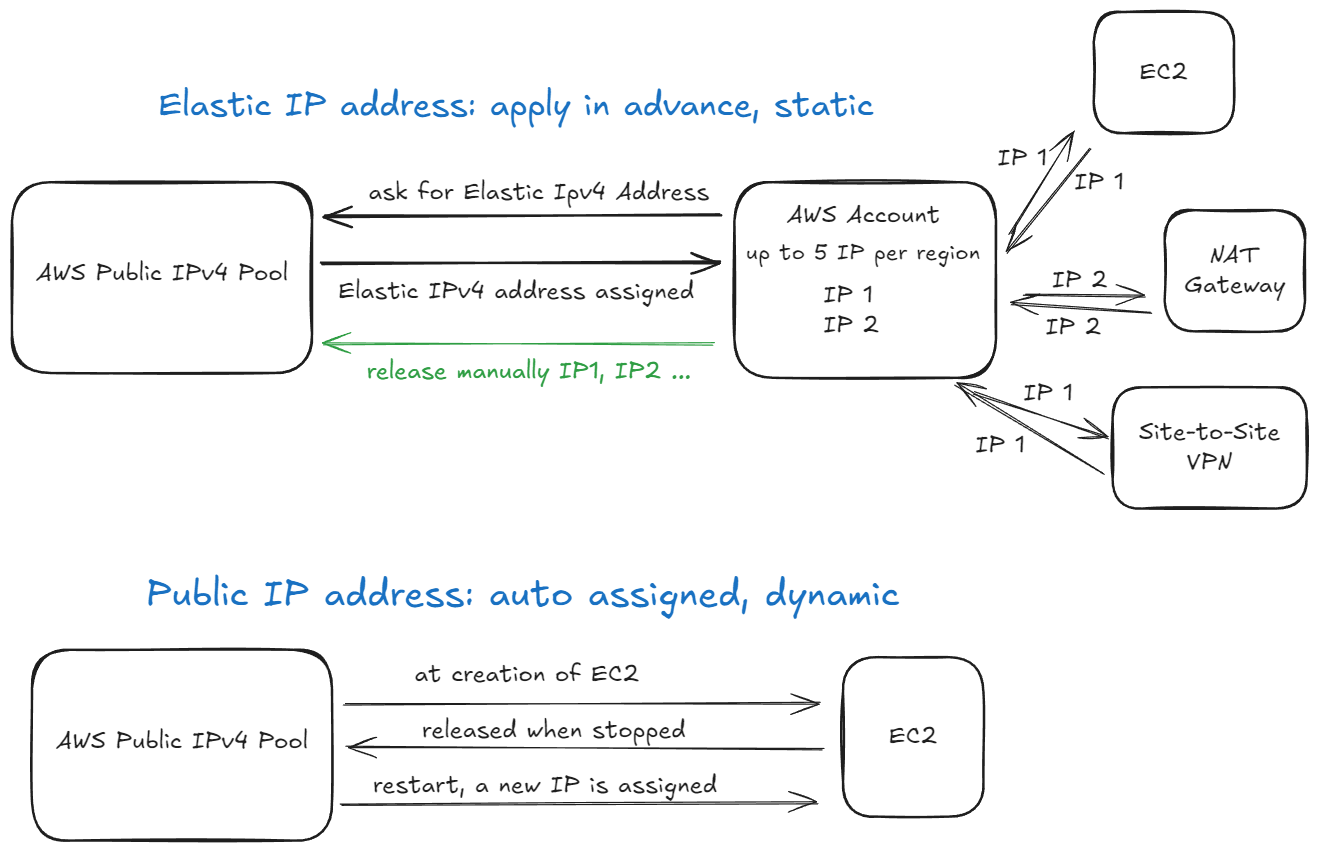 EC2
Elastic IP address: apply in advance, static
IP 1
IP 1
ask for Elastic Ipv4 Address
AWS Account
up to 5 IP per region
IP 1
IP 2
AWS Public IPv4 Pool
Elastic IPv4 address assigned
release manually IP1, IP2 ...
NAT
Gateway
IP 2
IP 2
IP 1
IP 1
Site-to-Site
VPN
Public IP address: auto assigned, dynamic
AWS Public IPv4 Pool
at creation of EC2
released when stopped
restart, a new IP is assigned
EC2